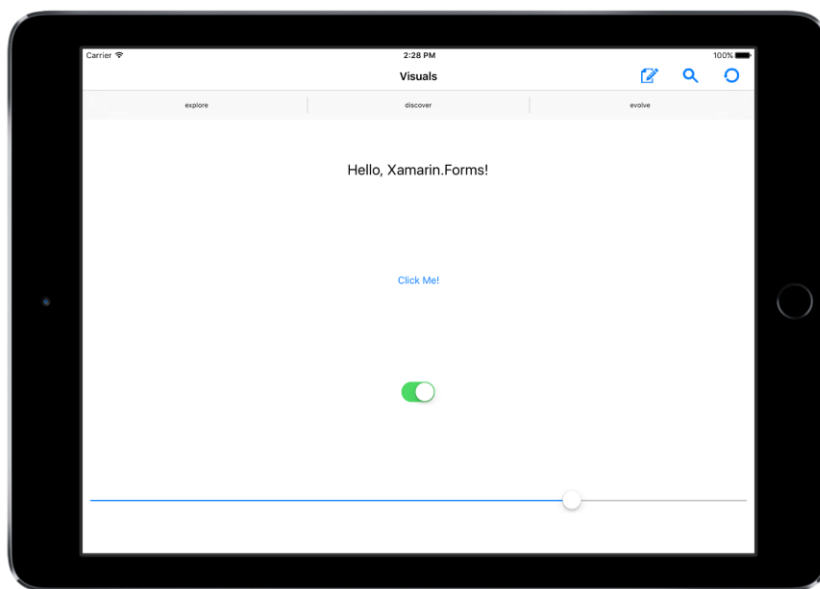 Carrier 2:28 PM 100%
Visuals
explore discover evolve
Hello, Xamarin.Forms!
Click Me!